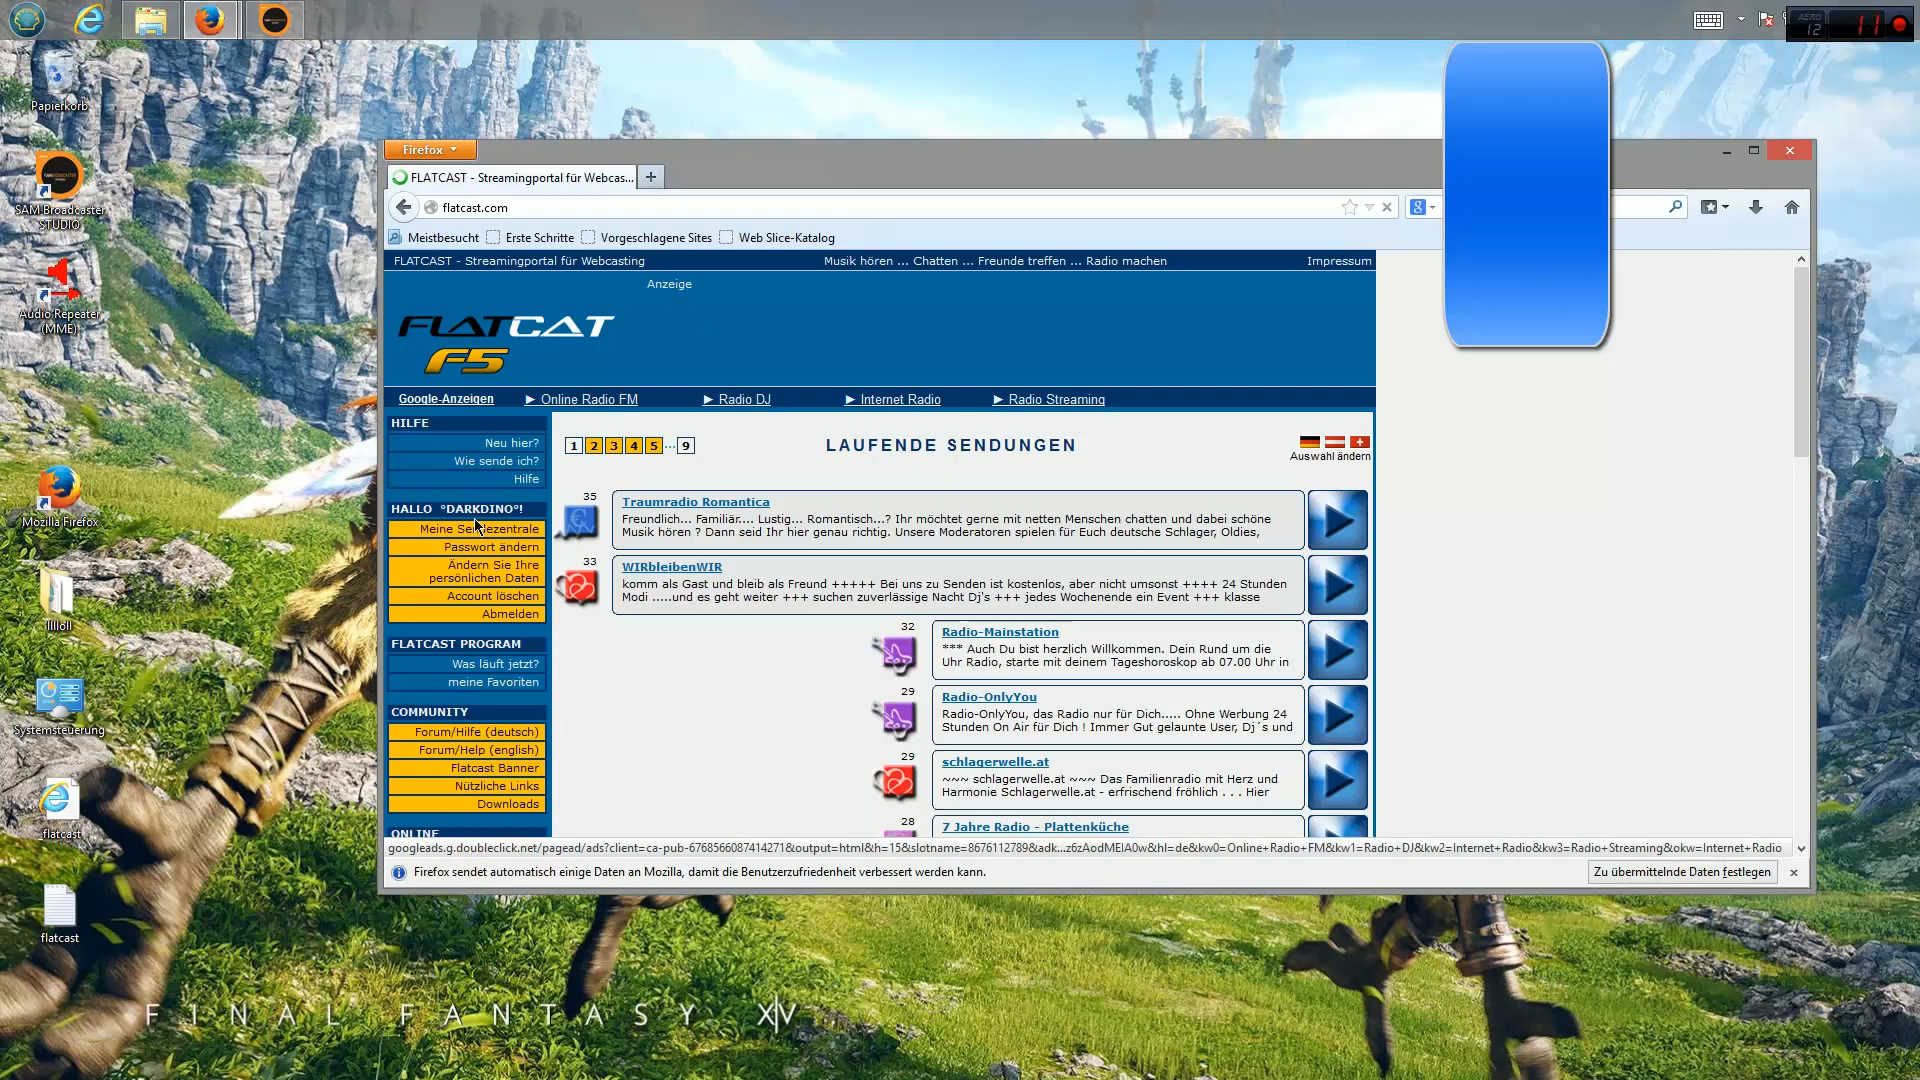 AERO
12
11
Papierkorb
SAM Broadcaster
STUDIO
Audio Repeater
(MME)
Mozilla Firefox
lllloll
Systemsteuerung
flatcast
flatcast
Firefox
FLATCAST - Streamingportal für Webcas...
flatcast.com
Meistbesucht Erste Schritte Vorgeschlagene Sites Web Slice-Katalog
FLATCAST - Streamingportal für Webcasting Musik hören ... Chatten ... Freunde treffen ... Radio machen Impressum
Anzeige
FLATCAT
F5
Google-Anzeigen ► Online Radio FM ► Radio DJ ► Internet Radio ► Radio Streaming
HILFE
Neu hier?
Wie sende ich?
Hilfe
HALLO °DARKDINO°!
Meine Sendezentrale
Passwort ändern
Ändern Sie Ihre
persönlichen Daten
Account löschen
Abmelden
FLATCAST PROGRAM
Was läuft jetzt?
meine Favoriten
COMMUNITY
Forum/Hilfe (deutsch)
Forum/Help (english)
Flatcast Banner
Nützliche Links
Downloads
ONLINE
1 2 3 4 5 ... 9
LAUFENDE SENDUNGEN
Auswahl ändern
35
Traumradio Romantica
Freundlich... Familiär.... Lustig... Romantisch...? Ihr möchtet gerne mit netten Menschen chatten und dabei schöne
Musik hören ? Dann seid Ihr hier genau richtig. Unsere Moderatoren spielen für Euch deutsche Schlager, Oldies,
33
WIRbleibenWIR
komm als Gast und bleib als Freund +++++ Bei uns zu Senden ist kostenlos, aber nicht umsonst ++++ 24 Stunden
Modi .....und es geht weiter +++ suchen zuverlässige Nacht Dj's +++ jedes Wochenende ein Event +++ klasse
32
Radio-Mainstation
*** Auch Du bist herzlich Willkommen. Dein Rund um die
Uhr Radio, starte mit deinem Tageshoroskop ab 07.00 Uhr in
29
Radio-OnlyYou
Radio-OnlyYou, das Radio nur für Dich..... Ohne Werbung 24
Stunden On Air für Dich ! Immer Gut gelaunte User, Dj´s und
29
schlagerwelle.at
~~~ schlagerwelle.at ~~~ Das Familienradio mit Herz und
Harmonie Schlagerwelle.at - erfrischend fröhlich . . . Hier
28
7 Jahre Radio - Plattenküche
googleads.g.doubleclick.net/pagead/ads?client=ca-pub-6768566087414271&output=html&h=15&slotname=8676112789&adk...z6zAodMEIA0w&hl=de&kw0=Online+Radio+FM&kw1=Radio+DJ&kw2=Internet+Radio&kw3=Radio+Streaming&okw=Internet+Radio
Firefox sendet automatisch einige Daten an Mozilla, damit die Benutzerzufriedenheit verbessert werden kann.
Zu übermittelnde Daten festlegen
FINAL FANTASY XV